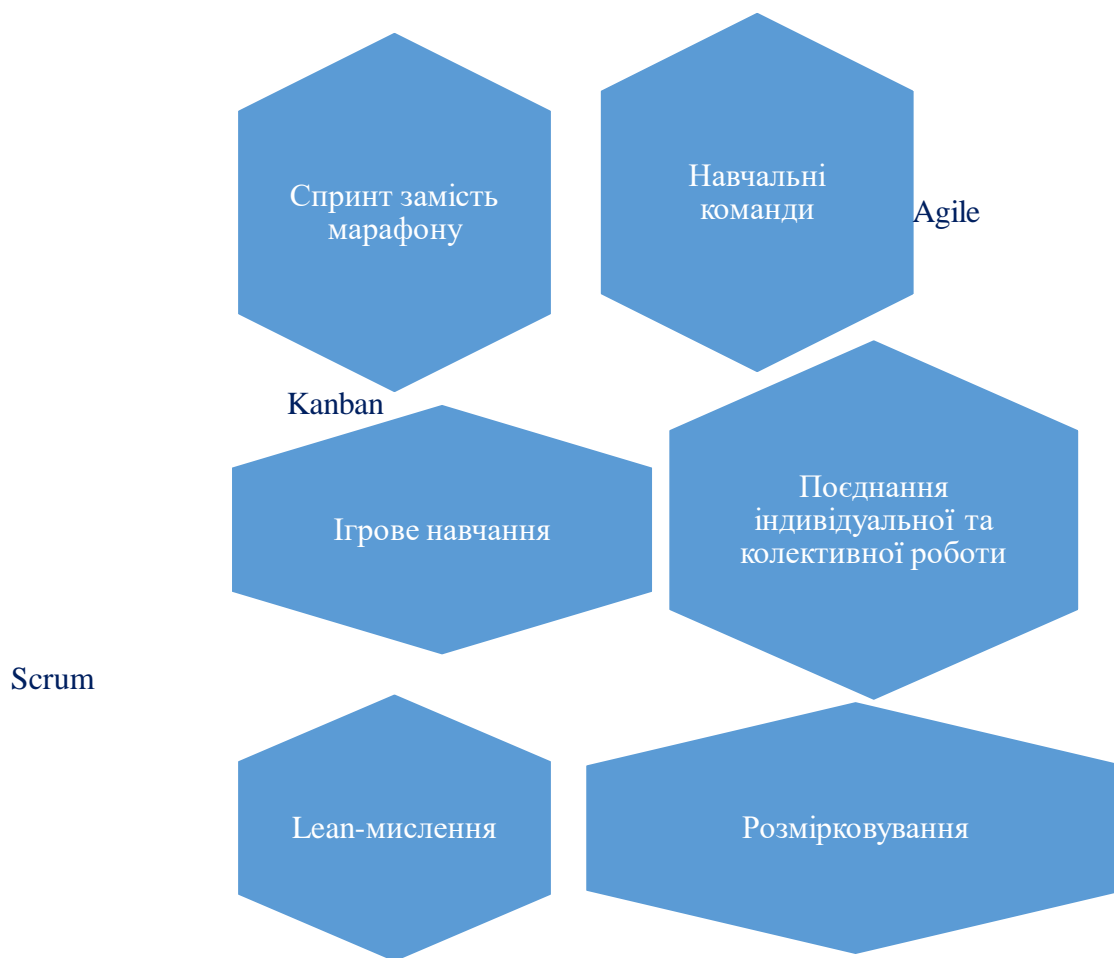 Спринт замість
марафону
Навчальні
команди
Agile
Kanban
Ігрове навчання
Поєднання
індивідуальної та
колективної роботи
Scrum
Lean-мислення
Розмірковування